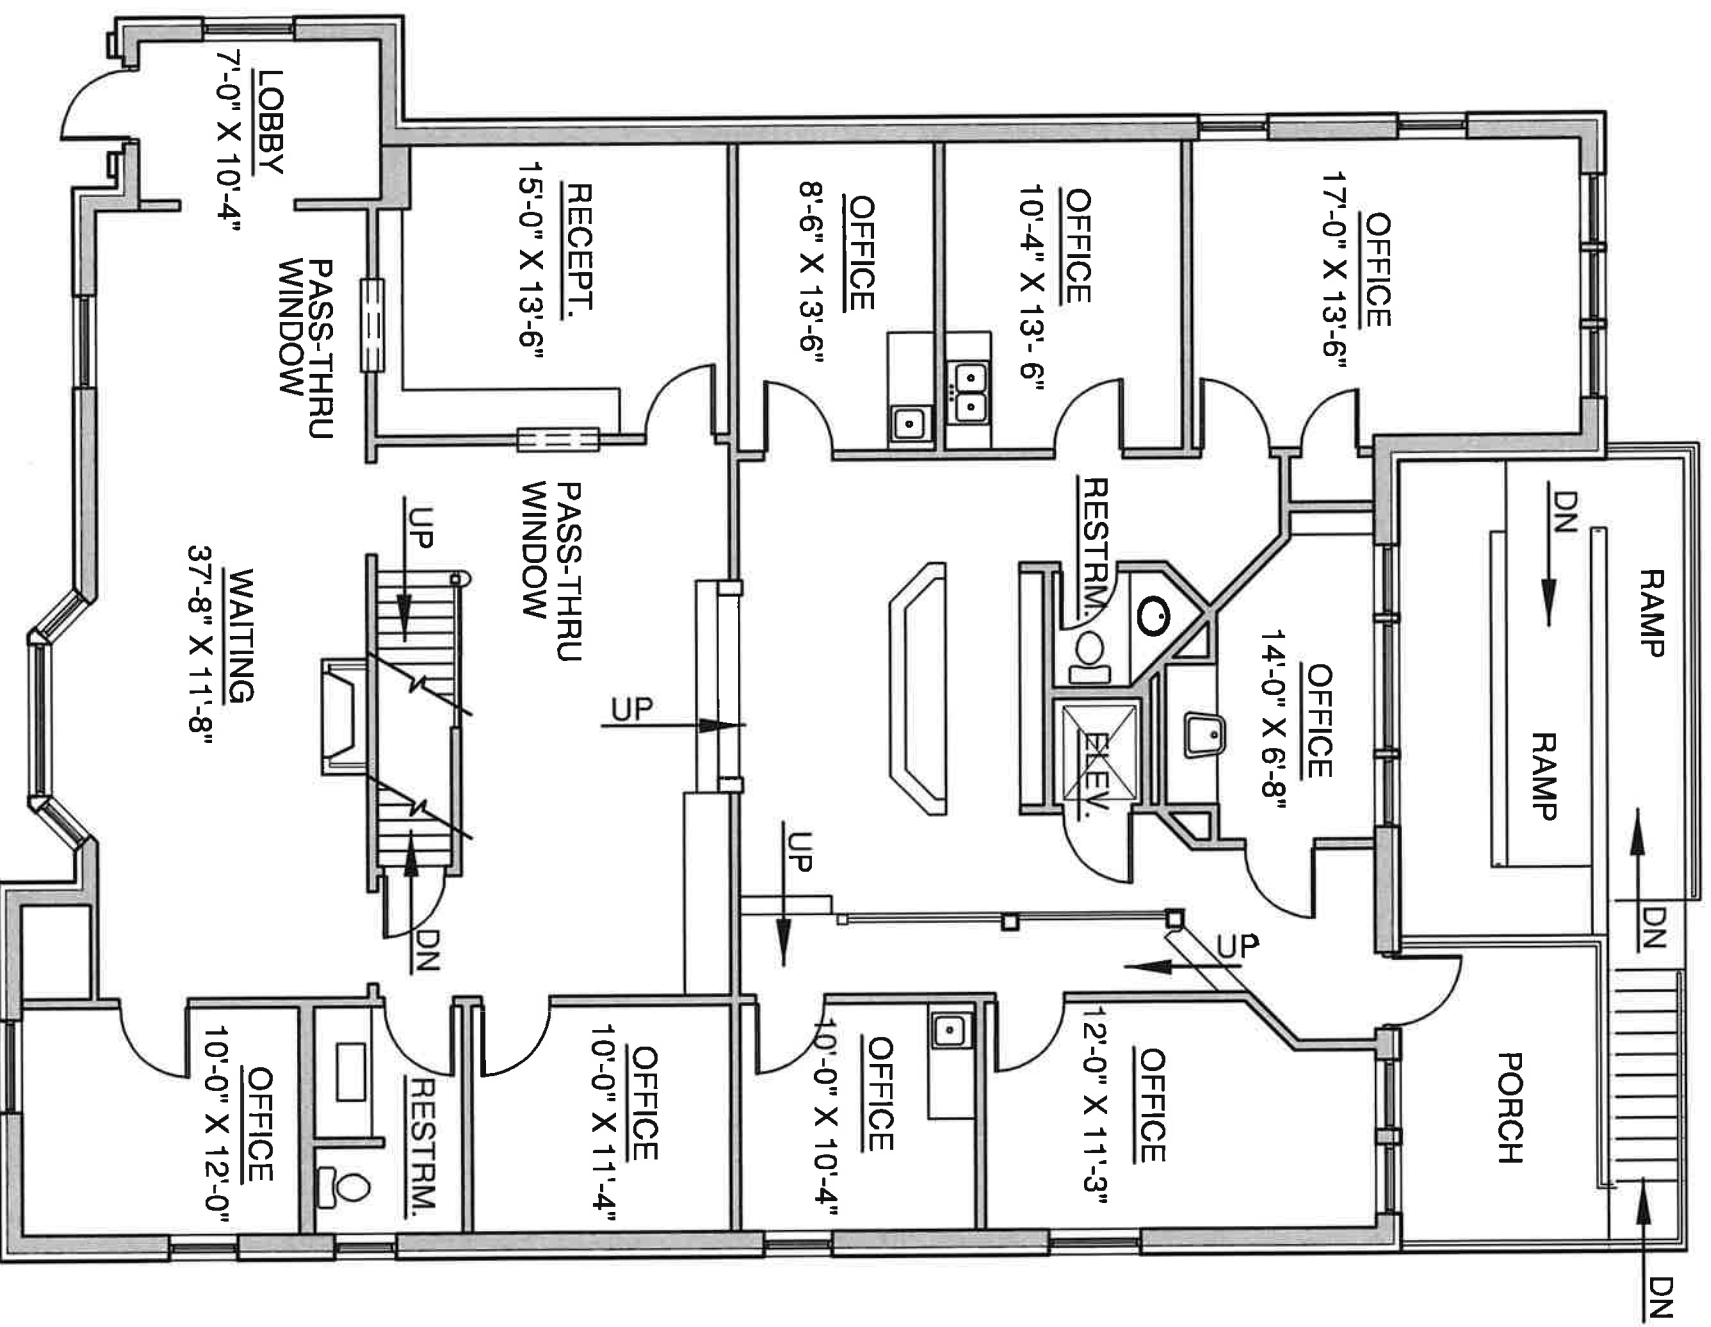 LOBBY
7'-0" X 10'-4"
PASS-THRU
WINDOW
RECEPT.
15'-0" X 13'-6"
OFFICE
8'-6" X 13'-6"
OFFICE
10'-4" X 13'- 6"
OFFICE
17'-0" X 13'-6"
PASS-THRU
WINDOW
UP
WAITING
37'-8" X 11'-8"
UP
RESTRM.
ELEV.
OFFICE
14'-0" X 6'-8"
DN
RAMP
RAMP
UP
UP
DN
DN
OFFICE
10'-0" X 12'-0"
RESTRM.
OFFICE
10'-0" X 11'-4"
OFFICE
10'-0" X 10'-4"
OFFICE
12'-0" X 11'-3"
PORCH
DN